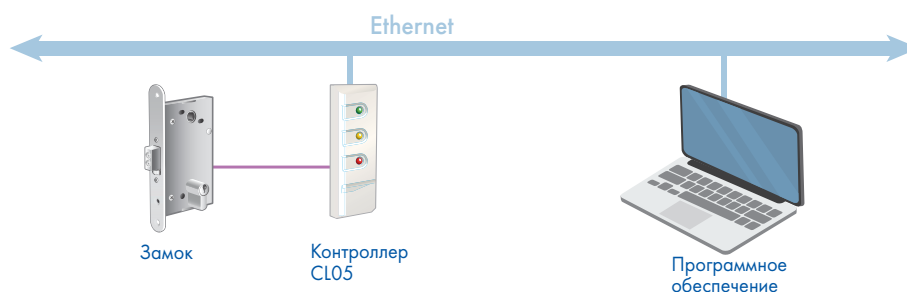 Ethernet
Замок
Контроллер
CL05
Программное
обеспечение